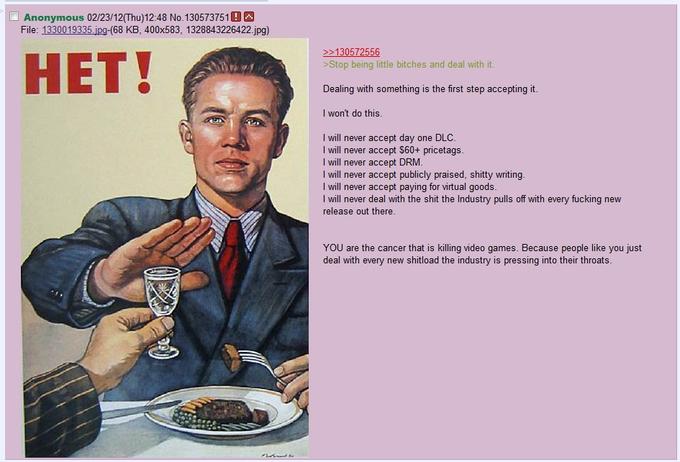 Anonymous 02/23/12(Thu)12:48 No.130573751
File: 1330019335.jpg-(68 KB, 400x583, 1328843226422.jpg)
НЕТ!
>>130572556
>Stop being little bitches and deal with it.
Dealing with something is the first step accepting it.
I won't do this.
I will never accept day one DLC.
I will never accept $60+ pricetags.
I will never accept DRM.
I will never accept publicly praised, shitty writing.
I will never accept paying for virtual goods.
I will never deal with the shit the Industry pulls off with every fucking new
release out there.
YOU are the cancer that is killing video games. Because people like you just
deal with every new shitload the industry is pressing into their throats.